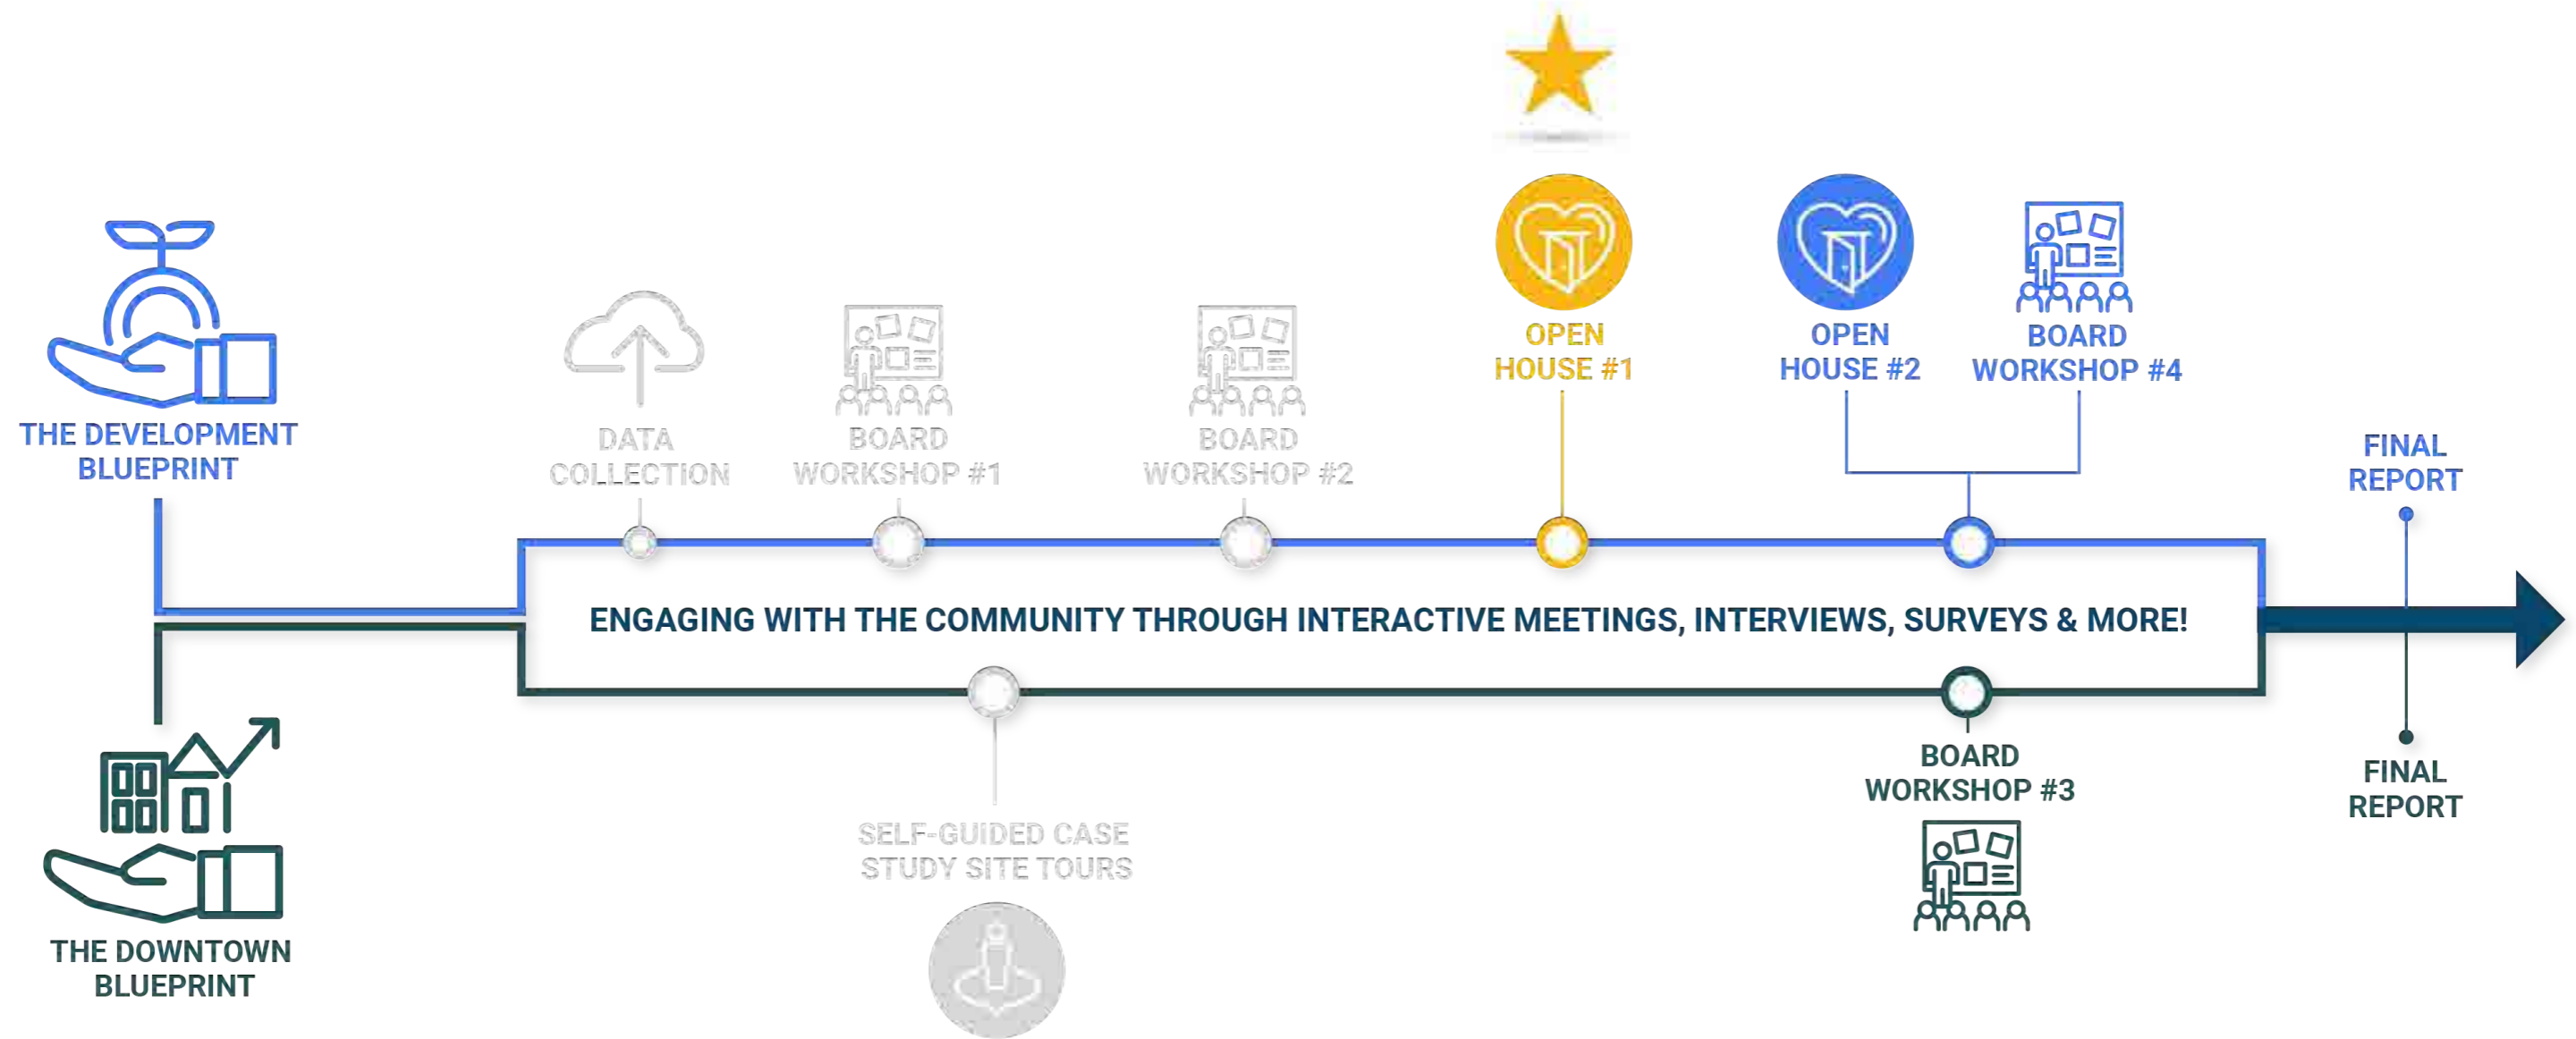 THE DEVELOPMENT
BLUEPRINT
DATA
COLLECTION
BOARD
WORKSHOP #1
BOARD
WORKSHOP #2
OPEN
HOUSE #1
OPEN
HOUSE #2
BOARD
WORKSHOP #4
FINAL
REPORT
ENGAGING WITH THE COMMUNITY THROUGH INTERACTIVE MEETINGS, INTERVIEWS, SURVEYS & MORE!
THE DOWNTOWN
BLUEPRINT
SELF-GUIDED CASE
STUDY SITE TOURS
BOARD
WORKSHOP #3
FINAL
REPORT